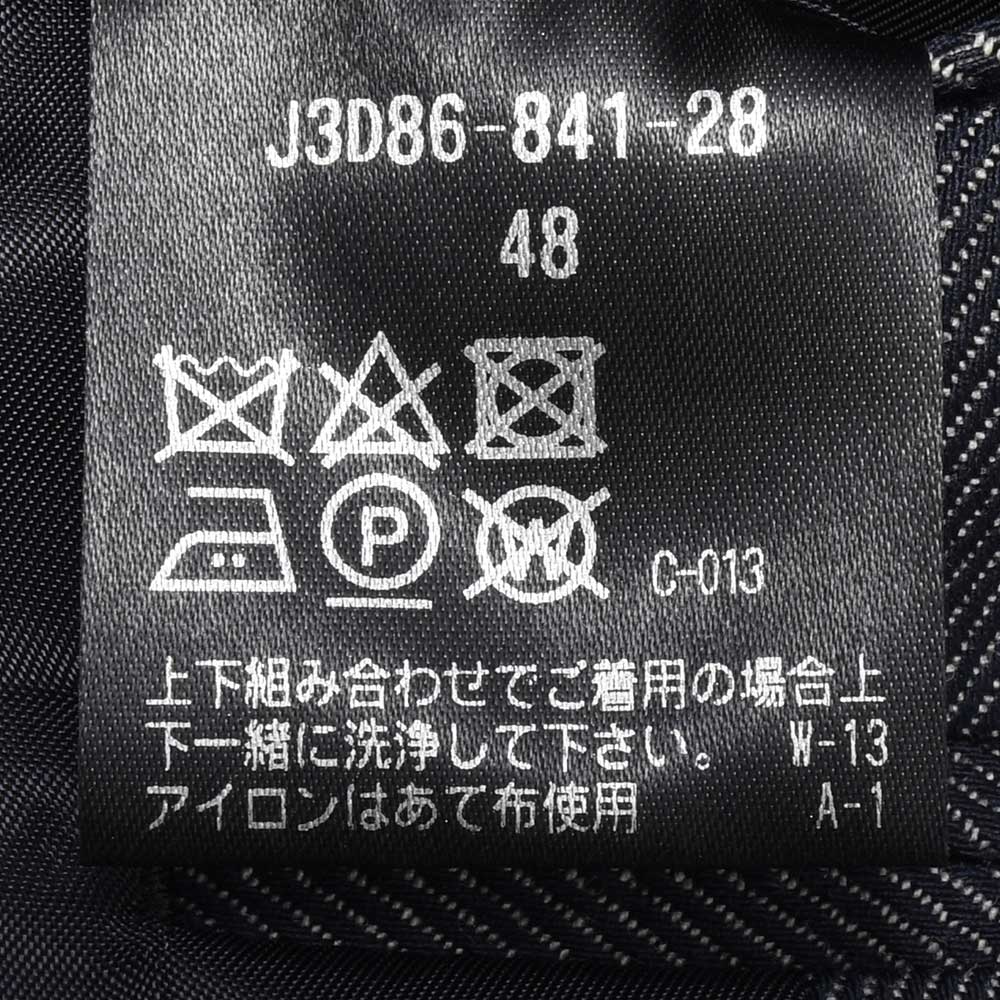 J3D86-841-28
48
P W C-013
上下組み合わせでご着用の場合上
下一緒に洗浄して下さい。 W-13
アイロンはあて布使用 A-1